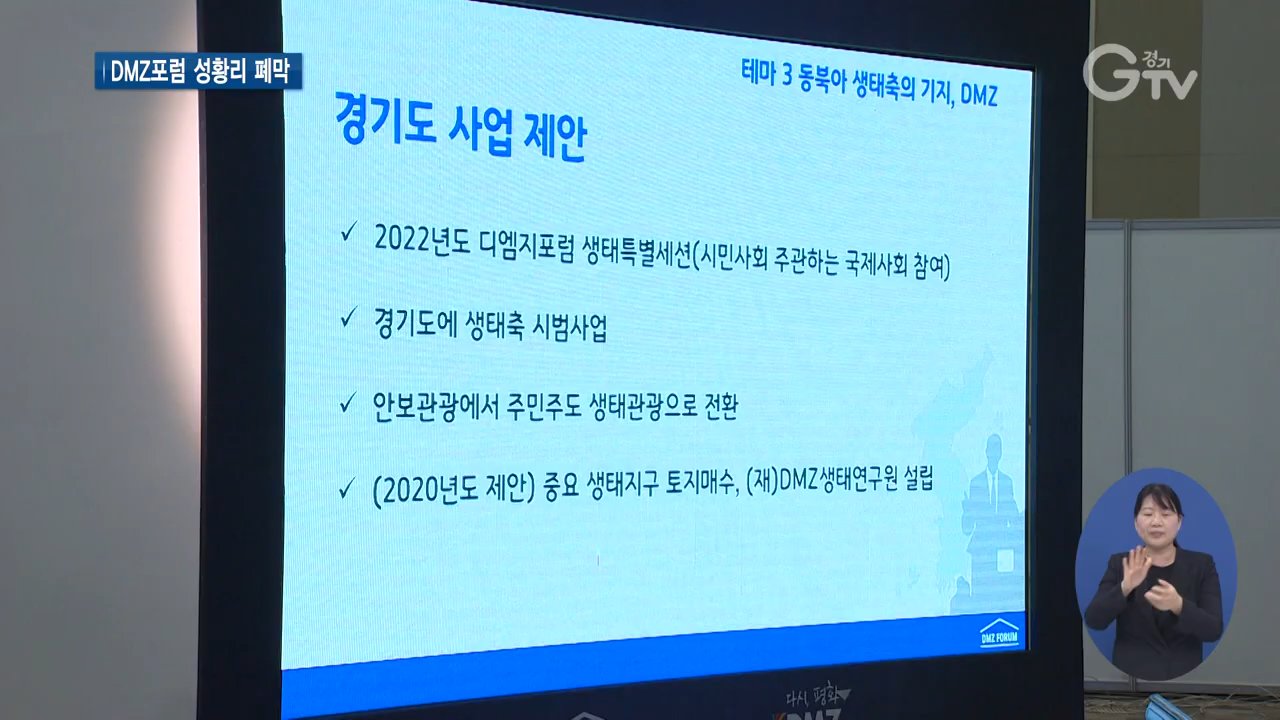 DMZ포럼 성황리 폐막
경기
GTV
테마 3 동북아 생태축의 기지, DMZ
경기도 사업 제안
✓ 2022년도 디엠지포럼 생태특별세션(시민사회 주관하는 국제사회 참여)
✓ 경기도에 생태축 시범사업
✓ 안보관광에서 주민주도 생태관광으로 전환
✓ (2020년도 제안) 중요 생태지구 토지매수, (재)DMZ생태연구원 설립
DMZ FORUM
다시, 평화
DMZ